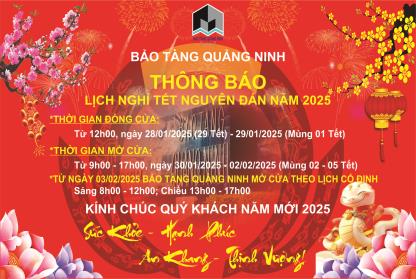 BẢO TÀNG QUẢNG NINH
THÔNG BÁO
LỊCH NGHỈ TẾT NGUYÊN ĐÁN NĂM 2025
*THỜI GIAN ĐÓNG CỬA:
Từ 12h00, ngày 28/01/2025 (29 Tết) - 29/01/2025 (Mùng 01 Tết)
*THỜI GIAN MỞ CỬA:
Từ 9h00 - 17h00, ngày 30/01/2025 - 02/02/2025 (Mùng 02 - 05 Tết)
*TỪ NGÀY 03/02/2025 BẢO TÀNG QUẢNG NINH MỞ CỬA THEO LỊCH CỐ ĐỊNH
Sáng 8h00 - 12h00; Chiều 13h00 - 17h00
KÍNH CHÚC QUÝ KHÁCH NĂM MỚI 2025
Sức Khỏe - Hạnh Phúc
An Khang - Thịnh Vượng!